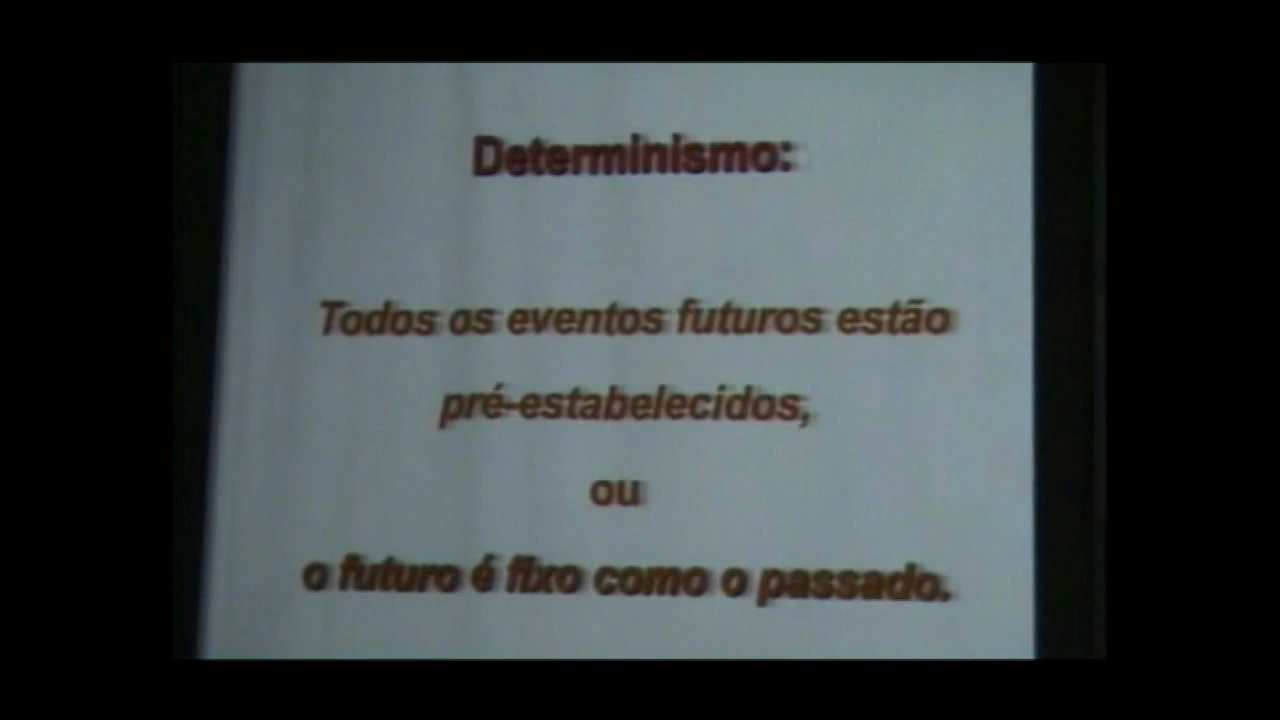 Determinismo:
Todos os eventos futuros estão
pré-estabelecidos,
ou
o futuro é fixo como o passado.